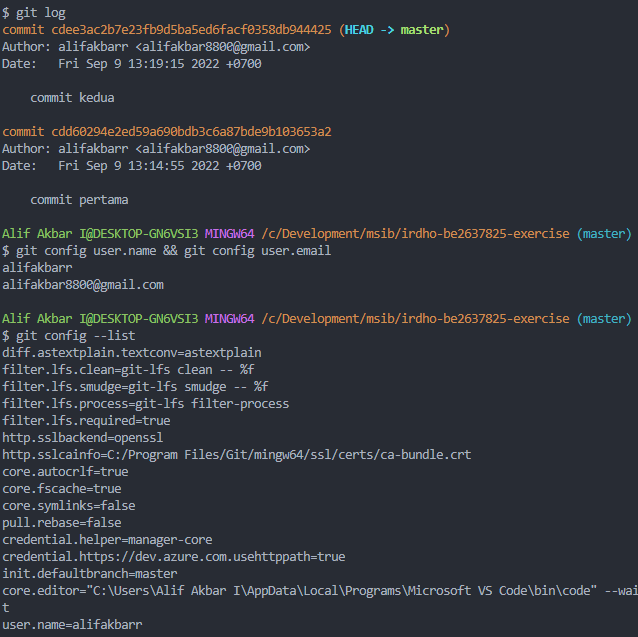 $ git log
commit cdee3ac2b7e23fb9d5ba5ed6facf0358db944425 (HEAD -> master)
Author: alifakbarr <alifakbar8800@gmail.com>
Date:   Fri Sep 9 13:19:15 2022 +0700
    commit kedua
commit cdd60294e2ed59a690bdb3c6a87bde9b103653a2
Author: alifakbarr <alifakbar8800@gmail.com>
Date:   Fri Sep 9 13:14:55 2022 +0700
    commit pertama
Alif Akbar I@DESKTOP-GN6VSI3 MINGW64 /c/Development/msib/irdho-be2637825-exercise (master)
$ git config user.name && git config user.email
alifakbarr
alifakbar8800@gmail.com
Alif Akbar I@DESKTOP-GN6VSI3 MINGW64 /c/Development/msib/irdho-be2637825-exercise (master)
$ git config --list
diff.astextplain.textconv=astextplain
filter.lfs.clean=git-lfs clean -- %f
filter.lfs.smudge=git-lfs smudge -- %f
filter.lfs.process=git-lfs filter-process
filter.lfs.required=true
http.sslbackend=openssl
http.sslcainfo=C:/Program Files/Git/mingw64/ssl/certs/ca-bundle.crt
core.autocrlf=true
core.fscache=true
core.symlinks=false
pull.rebase=false
credential.helper=manager-core
credential.https://dev.azure.com.usehttppath=true
init.defaultbranch=master
core.editor="C:\Users\Alif Akbar I\AppData\Local\Programs\Microsoft VS Code\bin\code" --wai
t
user.name=alifakbarr